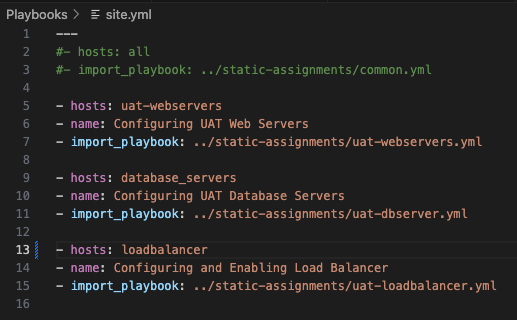 Playbooks > site.yml
1 ---
2 #- hosts: all
3 #- import_playbook: ../static-assignments/common.yml
4
5 - hosts: uat-webservers
6 - name: Configuring UAT Web Servers
7 - import_playbook: ../static-assignments/uat-webservers.yml
8
9 - hosts: database_servers
10 - name: Configuring UAT Database Servers
11 - import_playbook: ../static-assignments/uat-dbserver.yml
12
13 - hosts: loadbalancer
14 - name: Configuring and Enabling Load Balancer
15 - import_playbook: ../static-assignments/uat-loadbalancer.yml
16